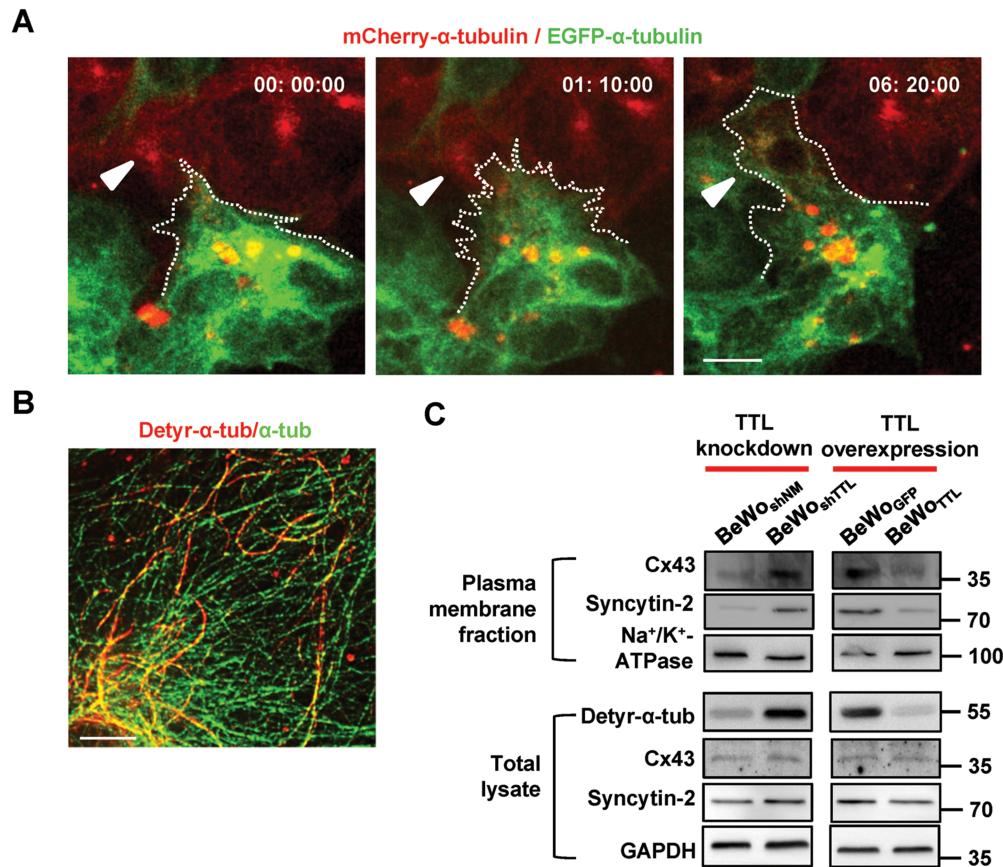 A
mCherry-α-tubulin / EGFP-α-tubulin
00: 00:00
01: 10:00
06: 20:00
B
Detyr-α-tub/α-tub
C
TTL
knockdown
TTL
overexpression
BeWoshNM
BeWoshTTL
BeWoGFP
BeWoTTL
Plasma
membrane
fraction
Cx43
35
Syncytin-2
70
Na⁺/K⁺-
ATPase
100
Total
lysate
Detyr-α-tub
55
Cx43
35
Syncytin-2
70
GAPDH
35